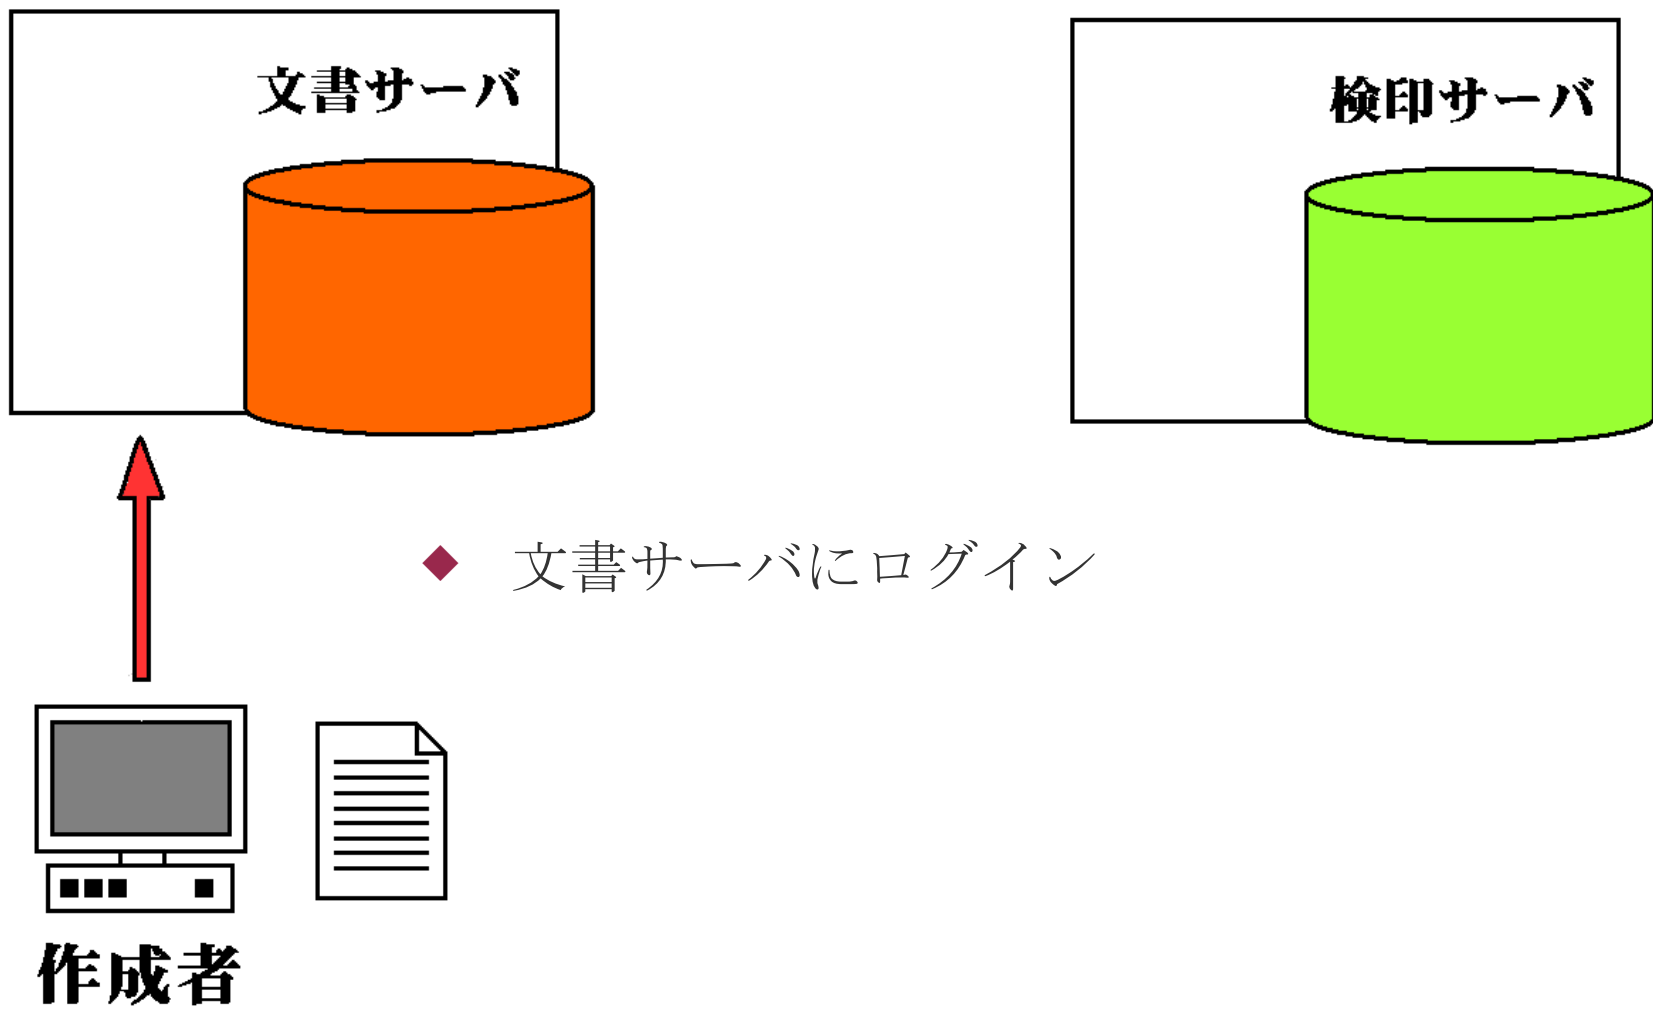 文書サーバ
検印サーバ
文書サーバにログイン
作成者